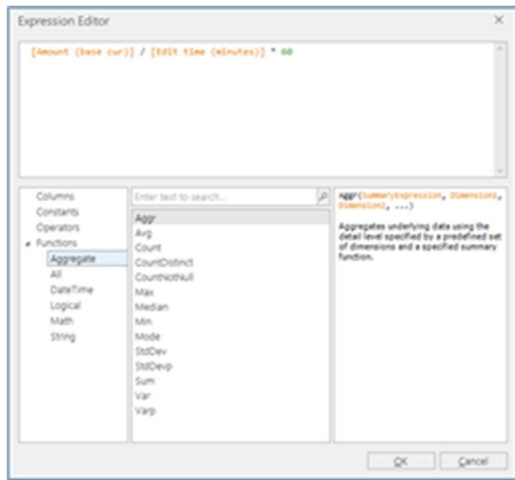 Expression Editor
[Amount (base cur)] / [Edit time (minutes)] * 60
Columns
Constants
Operators
Functions
Aggregate
All
DateTime
Logical
Math
String
Enter text to search...
Aggr
Avg
Count
CountDistinct
CountNotNull
Max
Median
Min
Mode
StdDev
StdDevp
Sum
Var
Varp
Aggr(SummaryExpression, Dimension1,
Dimension2, ...)
Aggregates underlying data using the
detail level specified by a predefined set
of dimensions and a specified summary
function.
OK
Cancel